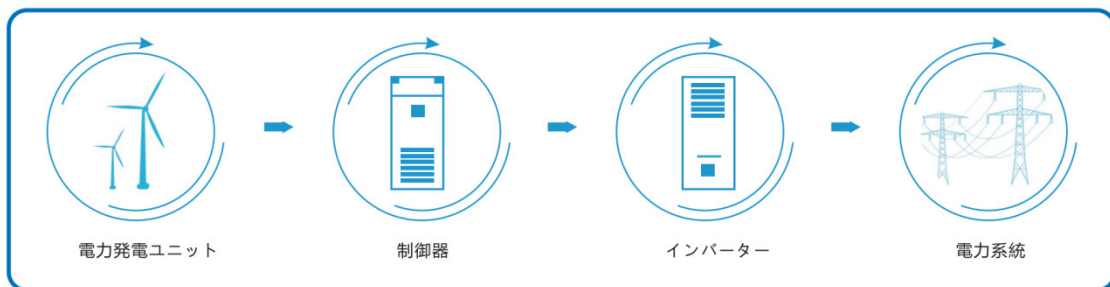 電力発電ユニット
制御器
インバーター
電力系統